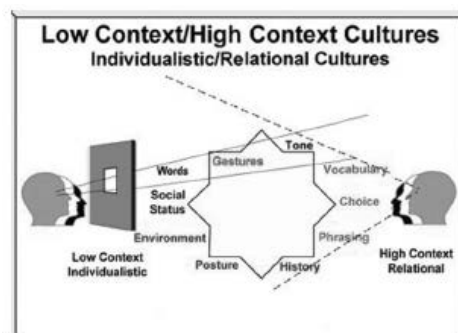 Low Context/High Context Cultures
Individualistic/Relational Cultures
Tone
Gestures
Words
Vocabulary
Social
Status
Choice
Environment
Phrasing
Low Context
Individualistic
Posture
History
High Context
Relational